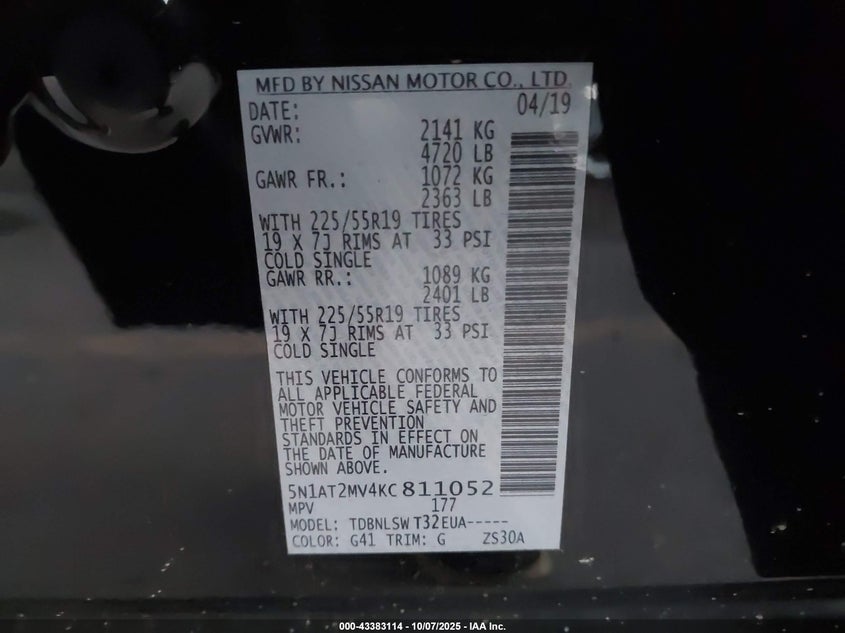 MFD BY NISSAN MOTOR CO., LTD.
DATE: 04/19
GVWR: 2141 KG
4720 LB
GAWR FR.: 1072 KG
2363 LB
WITH 225/55R19 TIRES
19 X 7J RIMS AT 33 PSI
COLD SINGLE
GAWR RR.: 1089 KG
2401 LB
WITH 225/55R19 TIRES
19 X 7J RIMS AT 33 PSI
COLD SINGLE
THIS VEHICLE CONFORMS TO
ALL APPLICABLE FEDERAL
MOTOR VEHICLE SAFETY AND
THEFT PREVENTION
STANDARDS IN EFFECT ON
THE DATE OF MANUFACTURE
SHOWN ABOVE.
5N1AT2MV4KC811052
MPV 177
MODEL: TDBNLSW T32EUA-----
COLOR: G41 TRIM: G ZS30A
000-43383114 - 10/07/2025 - IAA Inc.